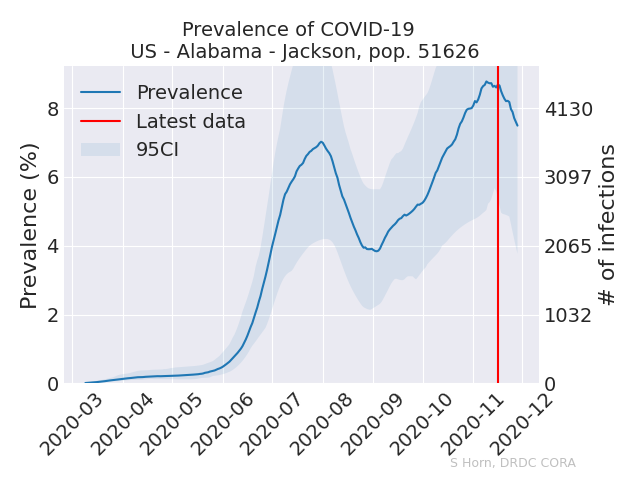 Prevalence of COVID-19
US - Alabama - Jackson, pop. 51626
Prevalence
Latest data
95CI
Prevalence (%)
8
6
4
2
0
4130
3097
2065
1032
0
# of infections
2020-03
2020-04
2020-05
2020-06
2020-07
2020-08
2020-09
2020-10
2020-11
2020-12
S Horn, DRDC CORA